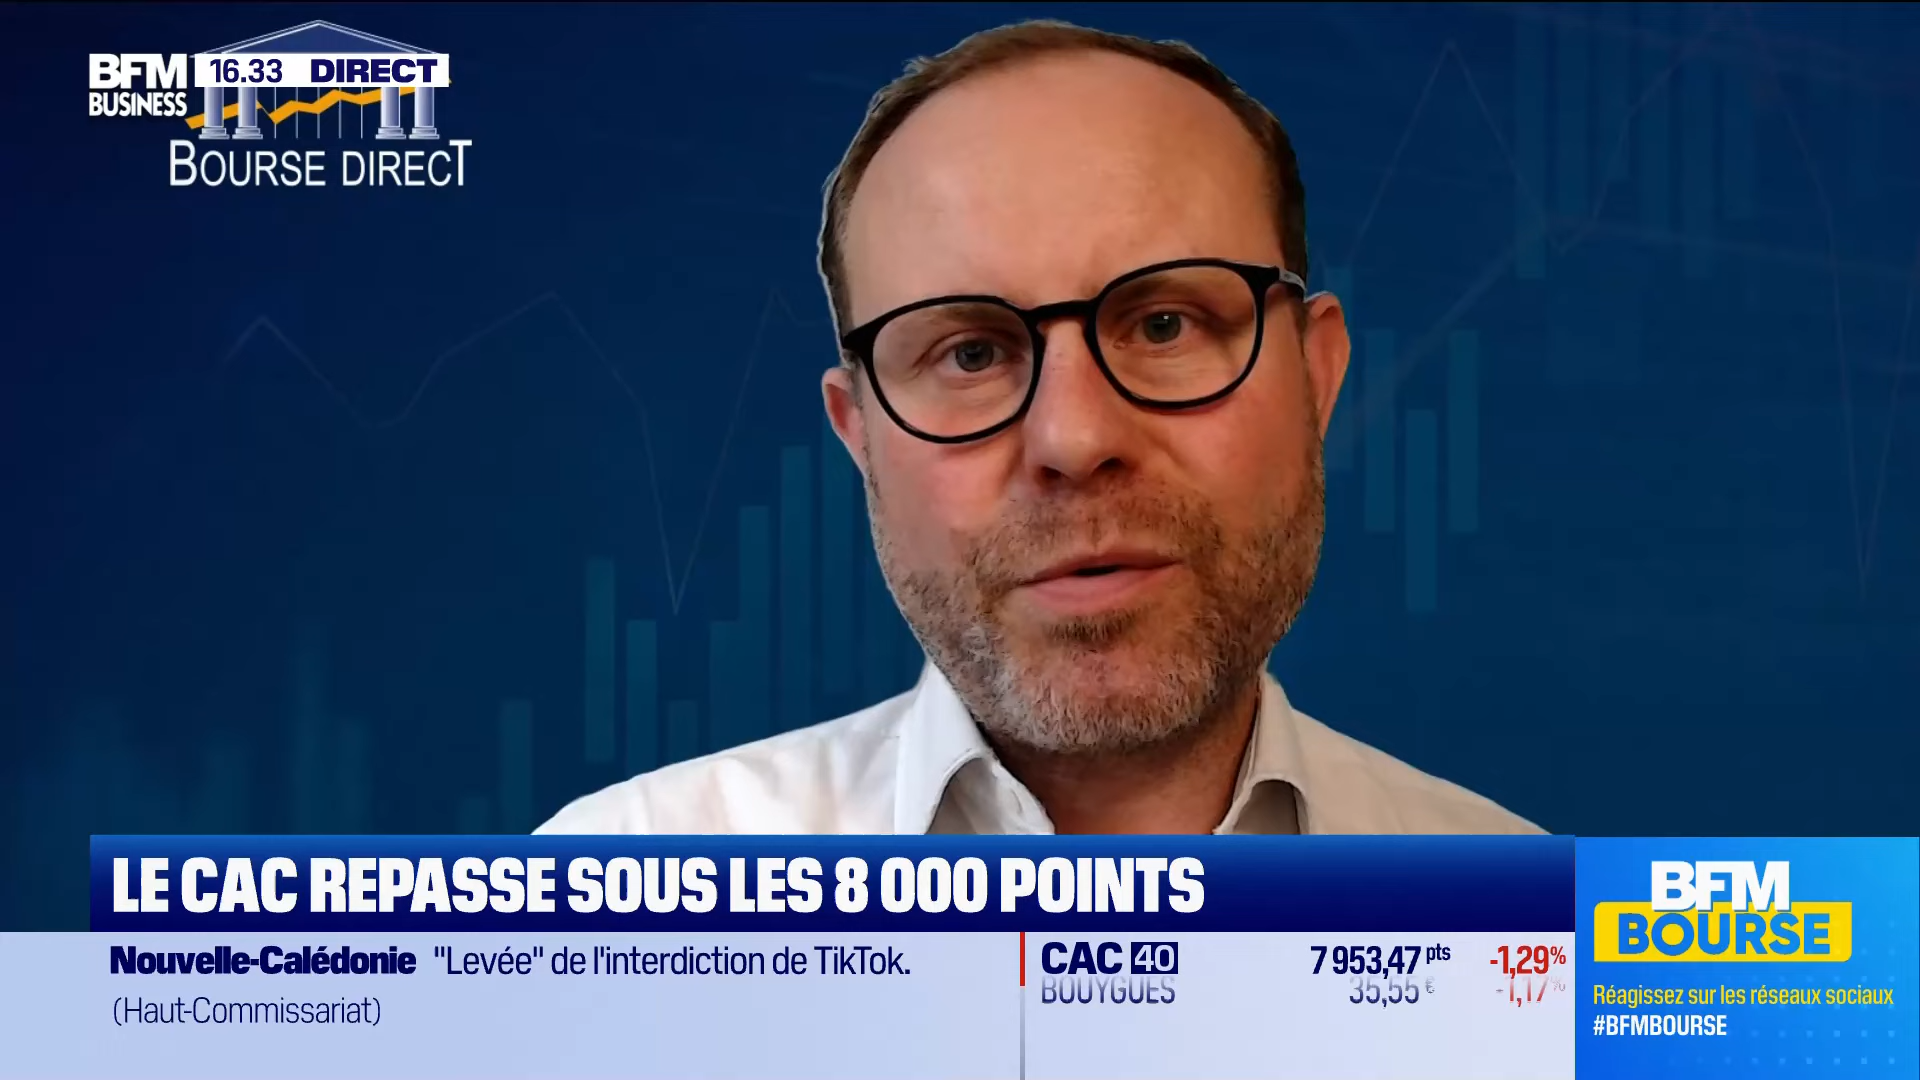 BFM
BUSINESS
16.33 DIRECT
BOURSE DIRECT
LE CAC REPASSE SOUS LES 8 000 POINTS
Nouvelle-Calédonie "Levée" de l'interdiction de TikTok.
(Haut-Commissariat)
CAC 40 7 953,47 pts -1,29%
BOUYGUES 35,55 € -1,17%
BFM
BOURSE
Réagissez sur les réseaux sociaux
#BFMBOURSE